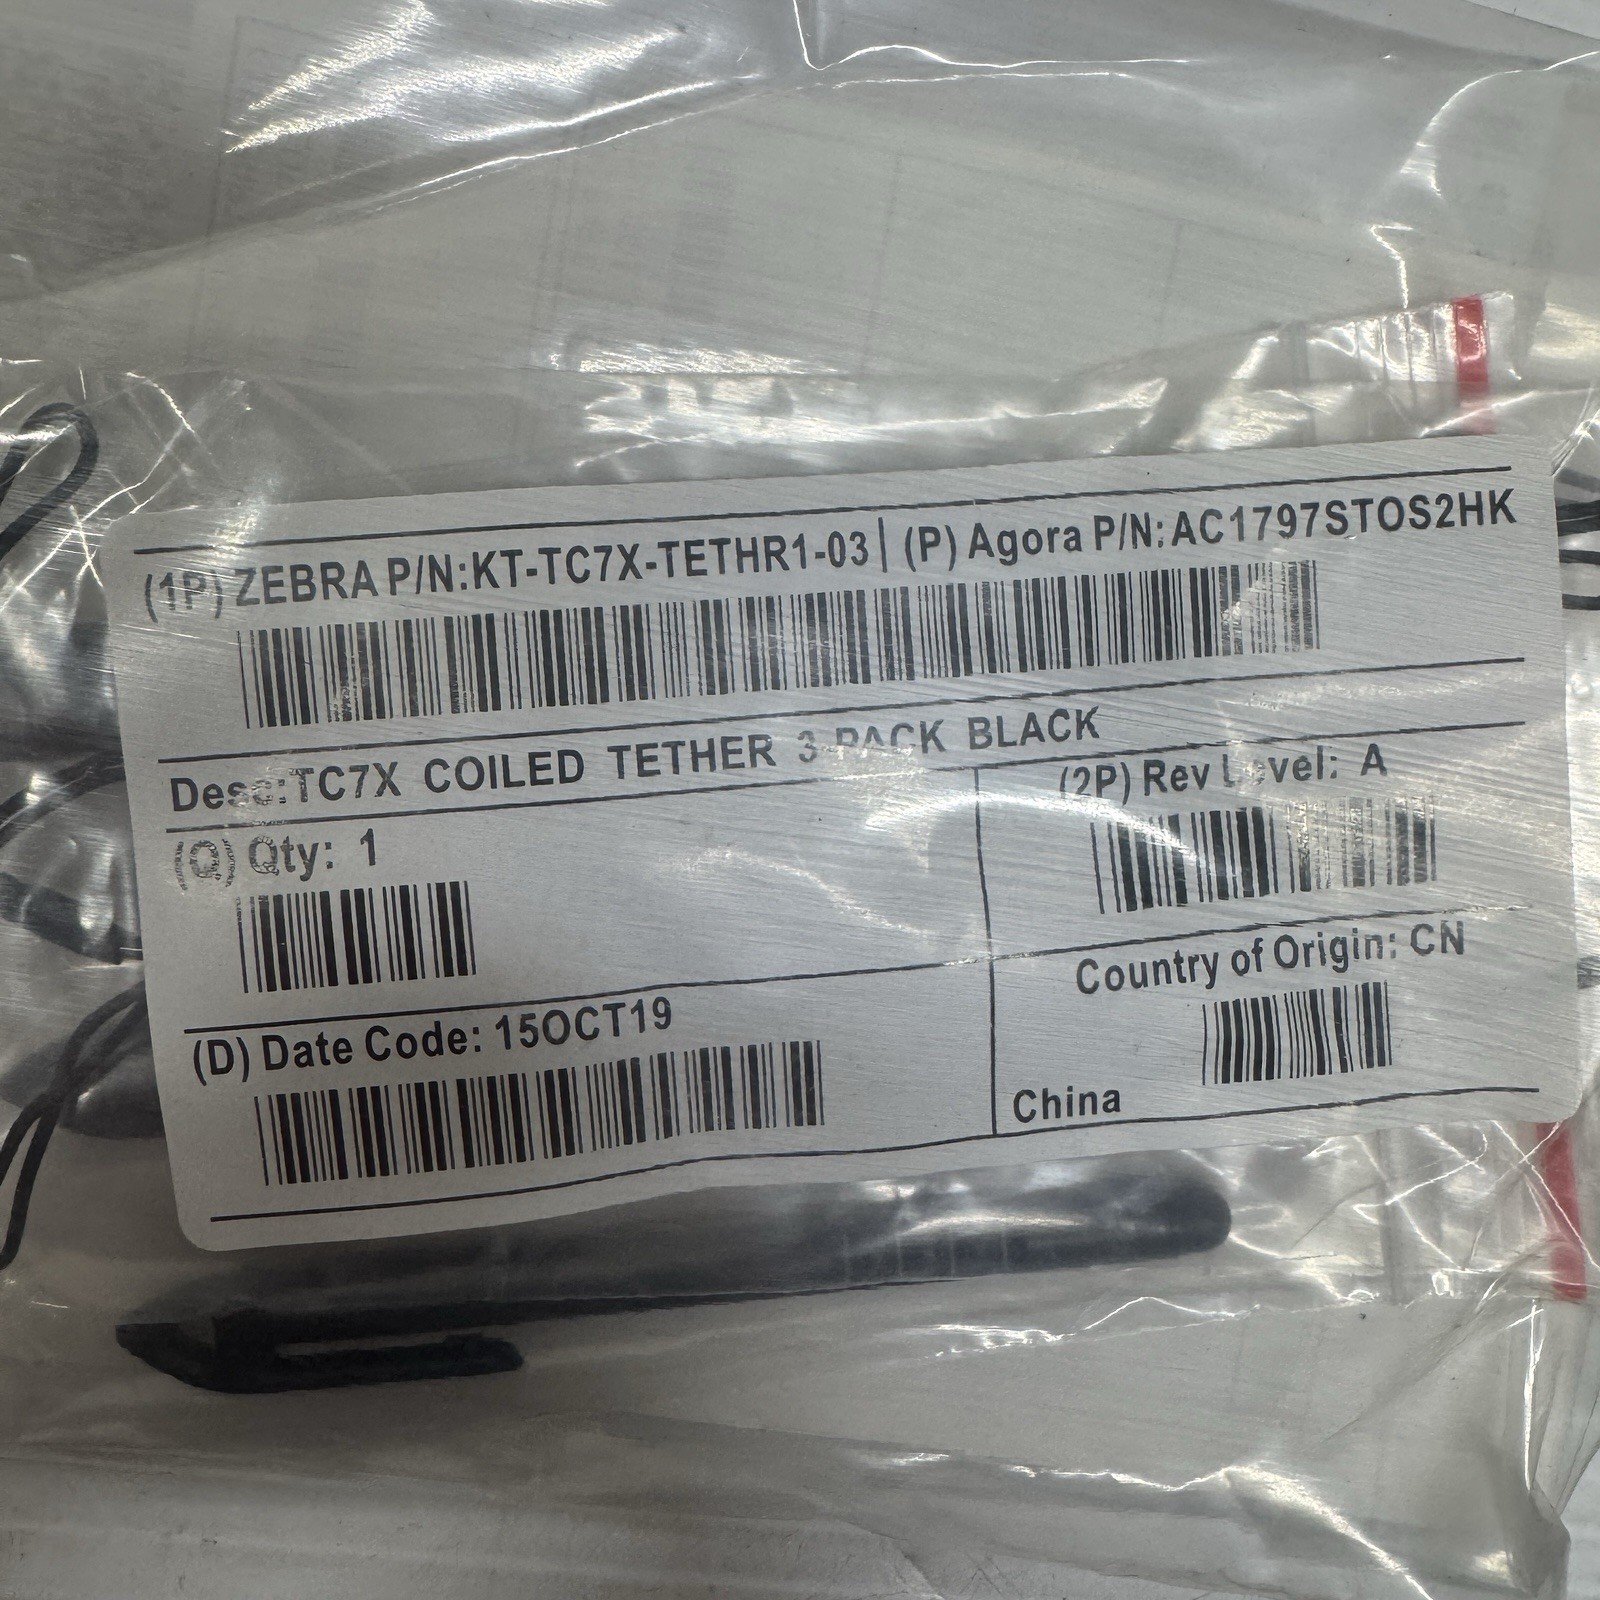 (1P) ZEBRA P/N:KT-TC7X-TETHR1-03| (P) Agora P/N:AC1797STOS2HK
Desc:TC7X COILED TETHER 3-PACK BLACK
(Q) Qty: 1
(2P) Rev Level: A
Country of Origin: CN
(D) Date Code: 15OCT19
China